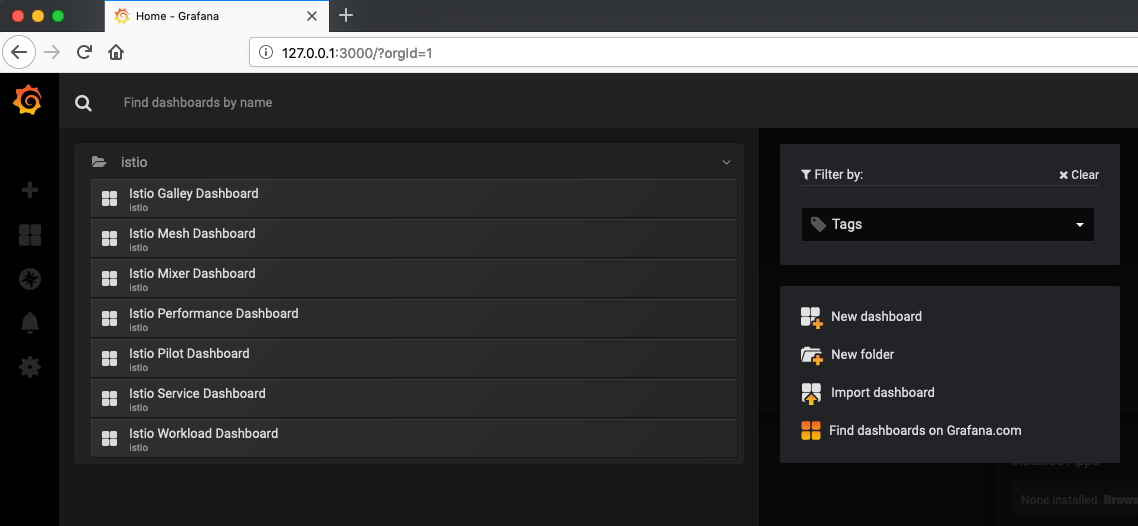 Home - Grafana
127.0.0.1:3000/?orgId=1
Find dashboards by name
istio
Istio Galley Dashboard
istio
Istio Mesh Dashboard
istio
Istio Mixer Dashboard
istio
Istio Performance Dashboard
istio
Istio Pilot Dashboard
istio
Istio Service Dashboard
istio
Istio Workload Dashboard
istio
Filter by:
Clear
Tags
New dashboard
New folder
Import dashboard
Find dashboards on Grafana.com
Installed Apps
None installed. Brows